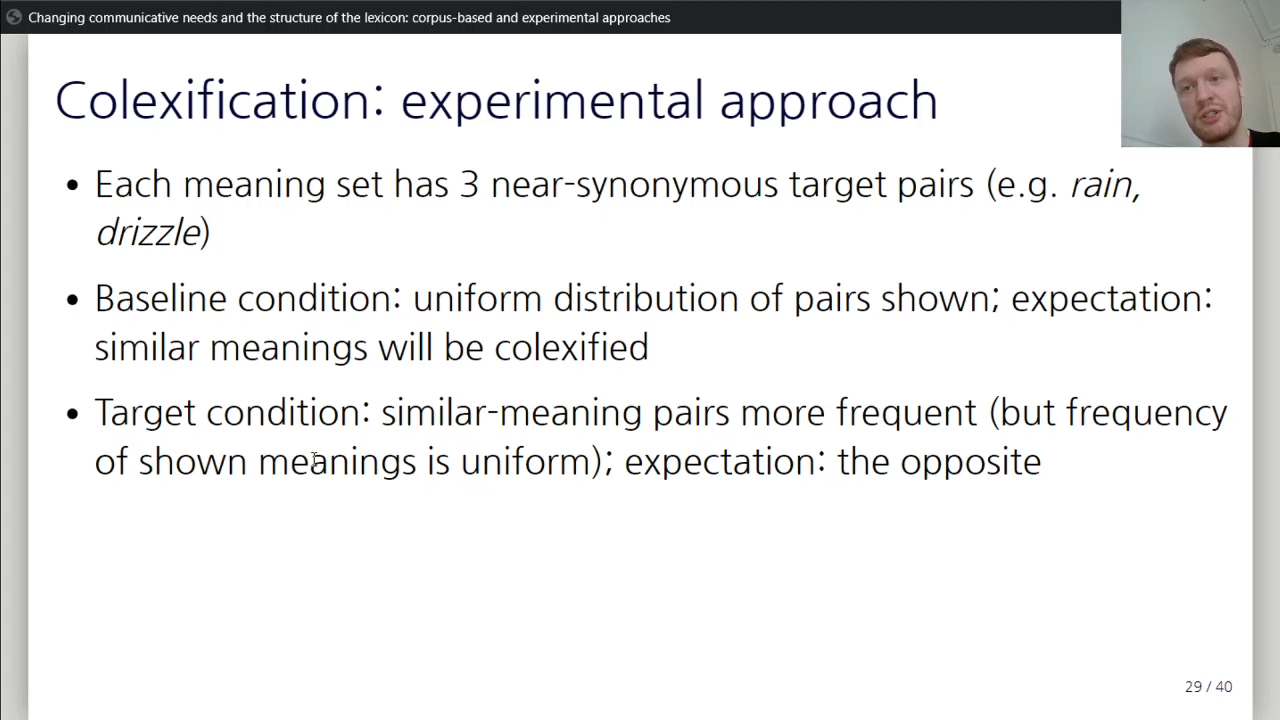 Changing communicative needs and the structure of the lexicon: corpus-based and experimental approaches
Colexification: experimental approach
• Each meaning set has 3 near-synonymous target pairs (e.g. rain,
drizzle)
• Baseline condition: uniform distribution of pairs shown; expectation:
similar meanings will be colexified
• Target condition: similar-meaning pairs more frequent (but frequency
of shown meanings is uniform); expectation: the opposite
29 / 40